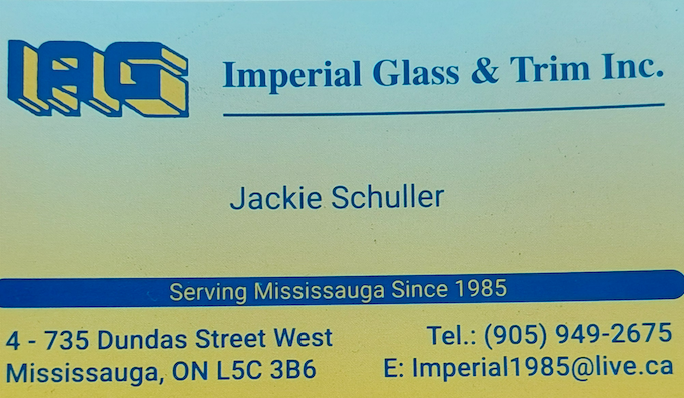 IAG
Imperial Glass & Trim Inc.
Jackie Schuller
Serving Mississauga Since 1985
4 - 735 Dundas Street West
Mississauga, ON L5C 3B6
Tel.: (905) 949-2675
E: Imperial1985@live.ca